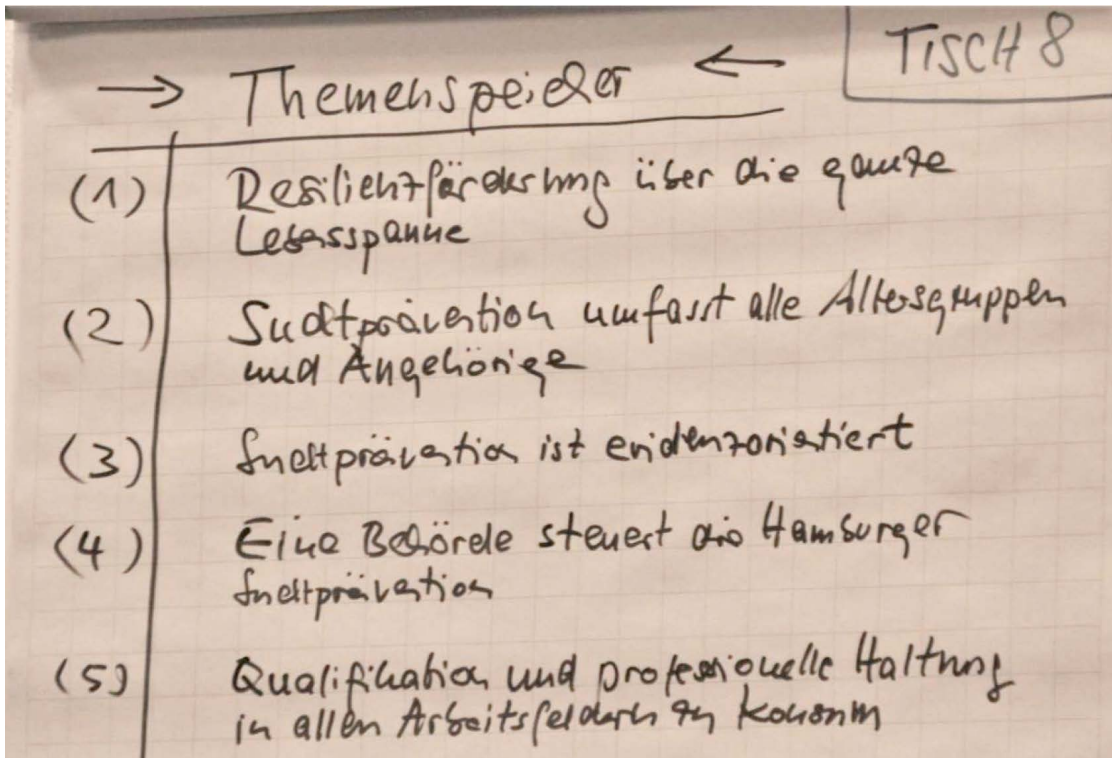 TISCH 8
→ Themenspeicher ←
(1) Resilienzförderung über die ganze
Lebensspanne
(2) Suchtprävention umfasst alle Altersgruppen
und Angehörige
(3) Suchtprävention ist evidenzorientiert
(4) Eine Behörde steuert die Hamburger
Suchtprävention
(5) Qualifikation und professionelle Haltung
in allen Arbeitsfeldern zu